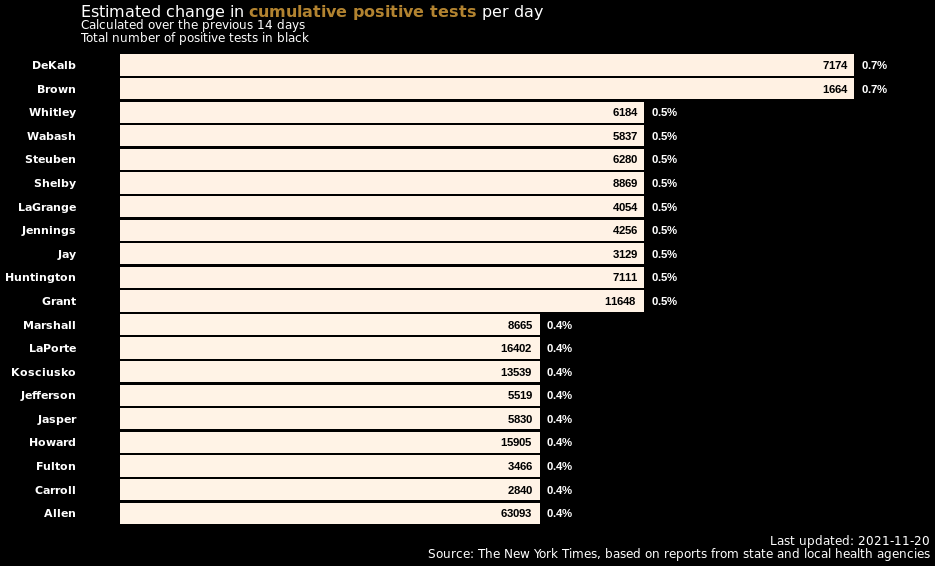 Estimated change in cumulative positive tests per day
Calculated over the previous 14 days
Total number of positive tests in black
DeKalb 7174 0.7%
Brown 1664 0.7%
Whitley 6184 0.5%
Wabash 5837 0.5%
Steuben 6280 0.5%
Shelby 8869 0.5%
LaGrange 4054 0.5%
Jennings 4256 0.5%
Jay 3129 0.5%
Huntington 7111 0.5%
Grant 11648 0.5%
Marshall 8665 0.4%
LaPorte 16402 0.4%
Kosciusko 13539 0.4%
Jefferson 5519 0.4%
Jasper 5830 0.4%
Howard 15905 0.4%
Fulton 3466 0.4%
Carroll 2840 0.4%
Allen 63093 0.4%
Last updated: 2021-11-20
Source: The New York Times, based on reports from state and local health agencies